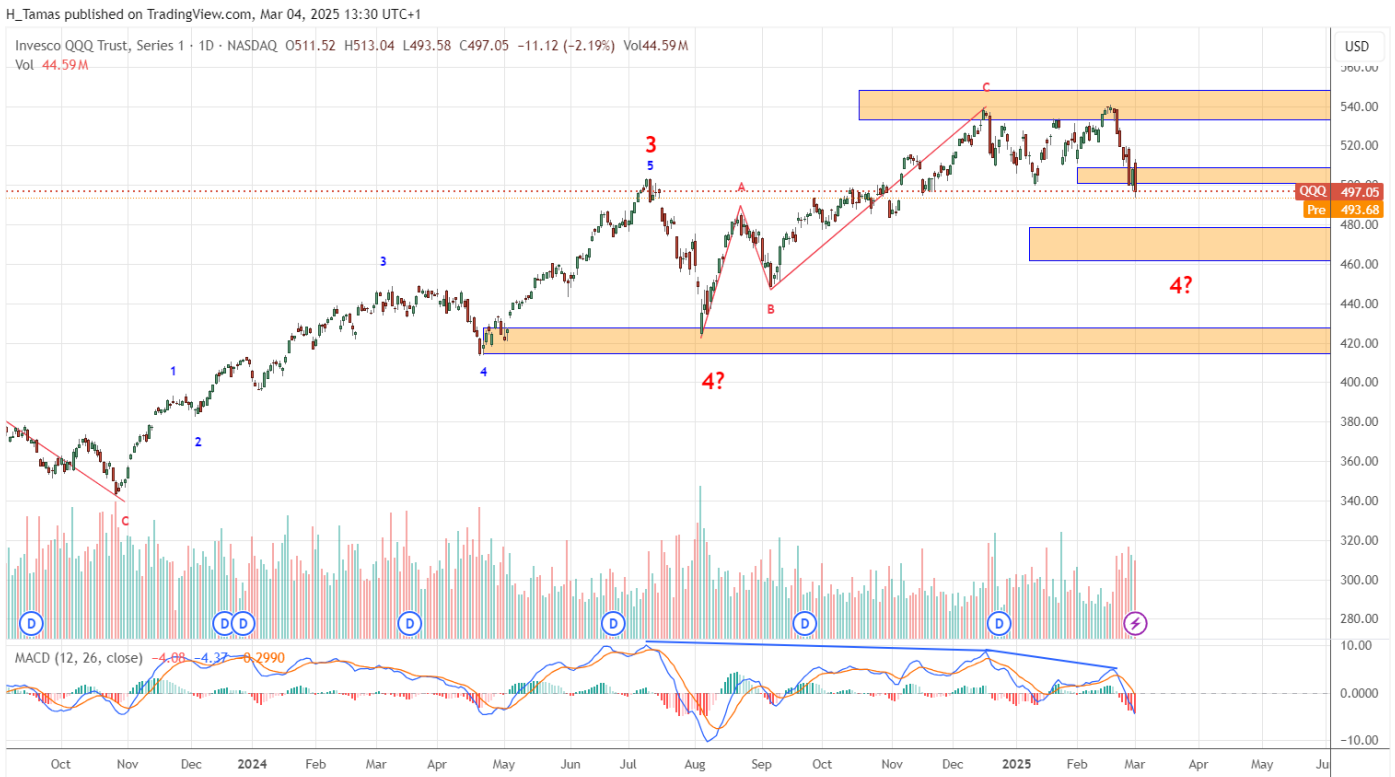 H_Tamas published on TradingView.com, Mar 04, 2025 13:30 UTC+1
Invesco QQQ Trust, Series 1 · 1D · NASDAQ O511.52 H513.04 L493.58 C497.05 −11.12 (−2.19%) Vol44.59M
USD
Vol 44.59M
560.00
C
540.00
3
520.00
5
500.00
A
QQQ 497.05
Pre 493.68
480.00
3
460.00
4?
B
440.00
420.00
4
4?
1
400.00
380.00
2
360.00
340.00
C
320.00
300.00
D D D D D D D
280.00
MACD (12, 26, close) −4.08 −4.37 0.2990
10.00
0.0000
−10.00
Oct Nov Dec 2024 Feb Mar Apr May Jun Jul Aug Sep Oct Nov Dec 2025 Feb Mar Apr May Ju